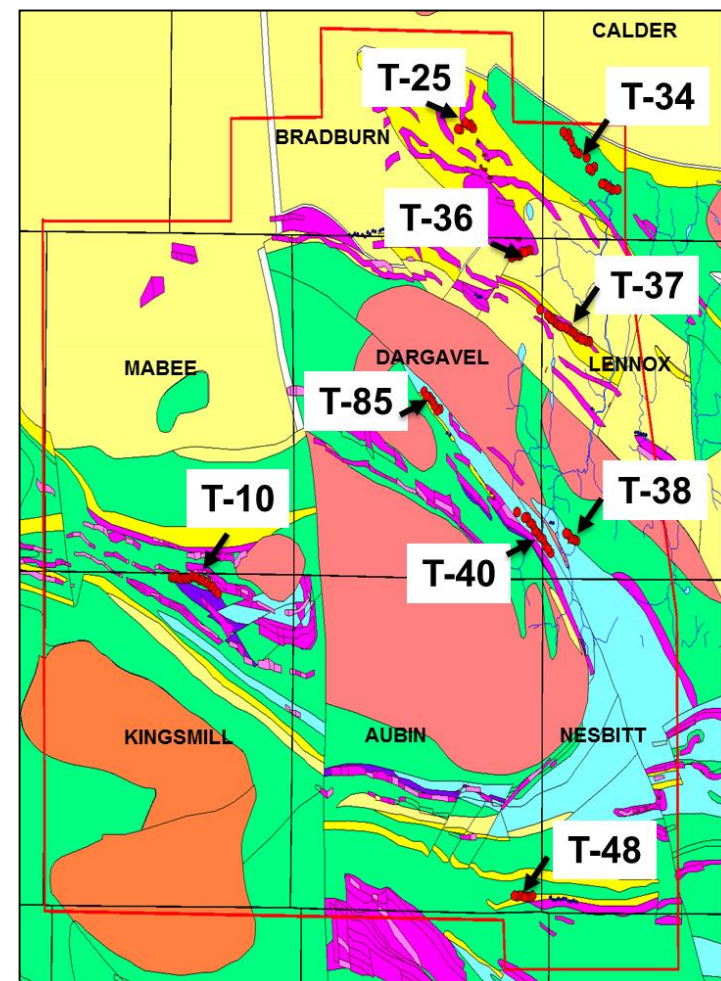 CALDER
T-25
T-34
BRADBURN
T-36
T-37
DARGAVEL
MABEE
LENNOX
T-85
T-10
T-38
T-40
KINGSMILL
AUBIN
NESBITT
T-48